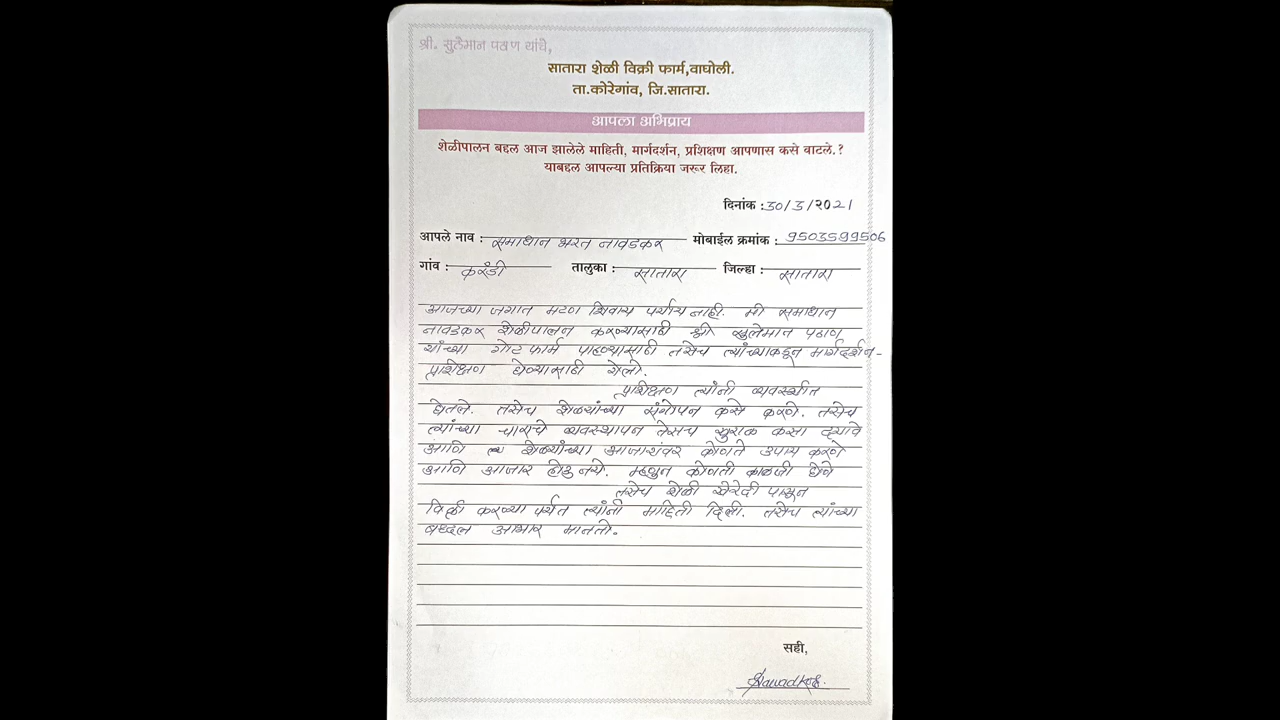 श्री. सुलेमान पठाण यांचे,
सातारा शेळी विक्री फार्म,वाघोली.
ता.कोरेगांव, जि.सातारा.
आपला अभिप्राय
शेळीपालन बद्दल आज झालेले माहिती, मार्गदर्शन, प्रशिक्षण आपणास कसे वाटले.?
याबद्दल आपल्या प्रतिक्रिया जरूर लिहा.
दिनांक : 30/3/2021
आपले नाव : समाधान भरत नावडकर मोबाईल क्रमांक : 9503599506
गांव : करंडी तालुका : सातारा जिल्हा : सातारा
आजच्या जगात मटण शिवाय पर्याय नाही. मी समाधान
नावडकर शेळीपालन करण्यासाठी श्री सुलेमान पठाण
यांच्या गोट फार्म पाहण्यासाठी तसेच त्यांच्याकडून मार्गदर्शन-
प्रशिक्षण घेण्यासाठी गेलो.
प्रशिक्षण त्यांनी व्यवस्थीत
घेतले. तसेच शेळ्यांच्या संगोपन कसे करणे. तसेच
त्यांच्या चाराचे व्यवस्थापन तेसच खुराक कसा दयावे
आणि शेळ्यांच्या आजारांवर कोणते उपाय करणे
आणि आजार होऊ नये. म्हणुन कोणती काळजी घेणे
तसेच शेळी खेरेदी पासून
विक्री करण्या पर्यंत त्यांनी माहिती दिली. तसेच त्यांच्या
बद्दल आभार मानतो.
सही,